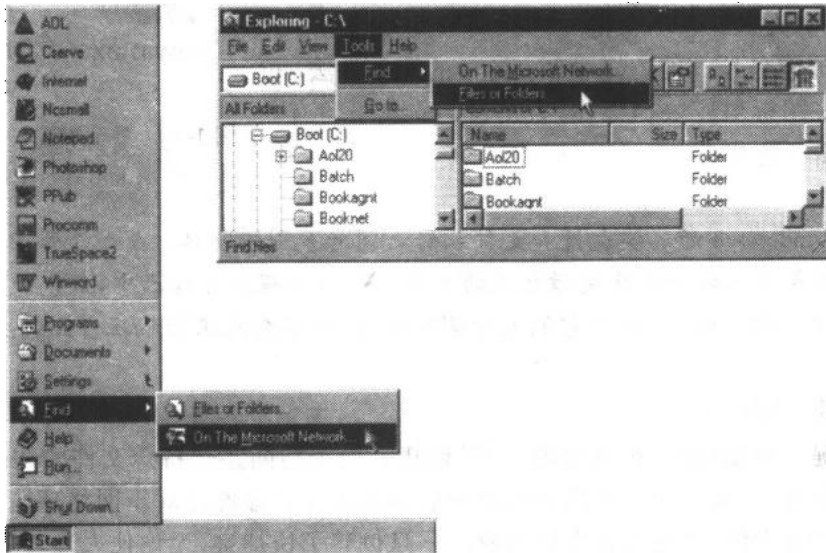 AOL
Cserve
Internet
Ncsmail
Notepad
Photoshop
PPub
Procomm
TrueSpace2
Winword
Programs
Documents
Settings
Find
Help
Run...
Shut Down...
Start
Files or Folders...
On The Microsoft Network...
Exploring - C:\
File Edit View Tools Help
Boot (C:)
Find
Go to...
On The Microsoft Network...
Files or Folders...
All Folders
Boot (C:)
Aol20
Batch
Bookagnt
Booknet
Name Size Type
Aol20 Folder
Batch Folder
Bookagnt Folder
Find files